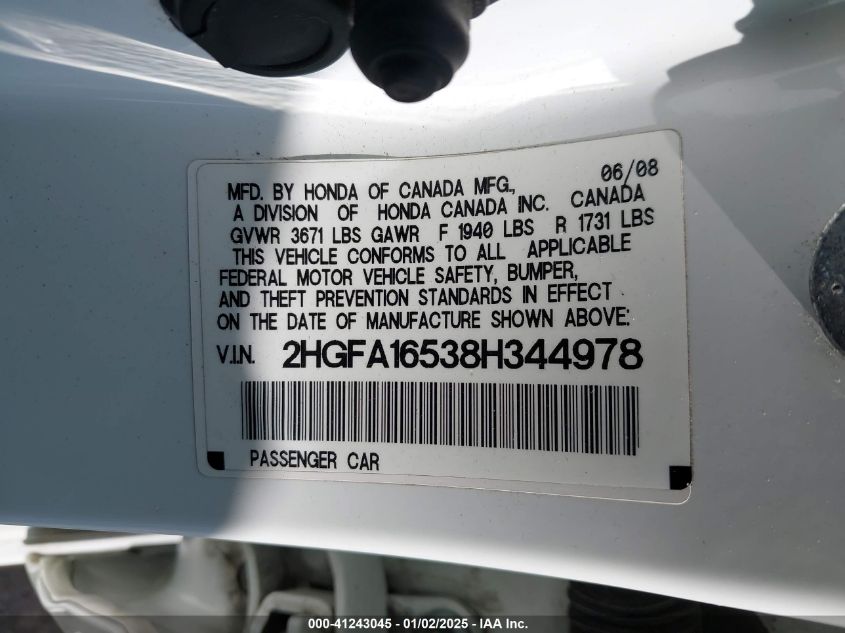 06/08
MFD. BY HONDA OF CANADA MFG.,
A DIVISION OF HONDA CANADA INC. CANADA
GVWR 3671 LBS GAWR F 1940 LBS R 1731 LBS
THIS VEHICLE CONFORMS TO ALL APPLICABLE
FEDERAL MOTOR VEHICLE SAFETY, BUMPER,
AND THEFT PREVENTION STANDARDS IN EFFECT
ON THE DATE OF MANUFACTURE SHOWN ABOVE:
V.I.N. 2HGFA16538H344978
PASSENGER CAR
000-41243045 - 01/02/2025 - IAA Inc.